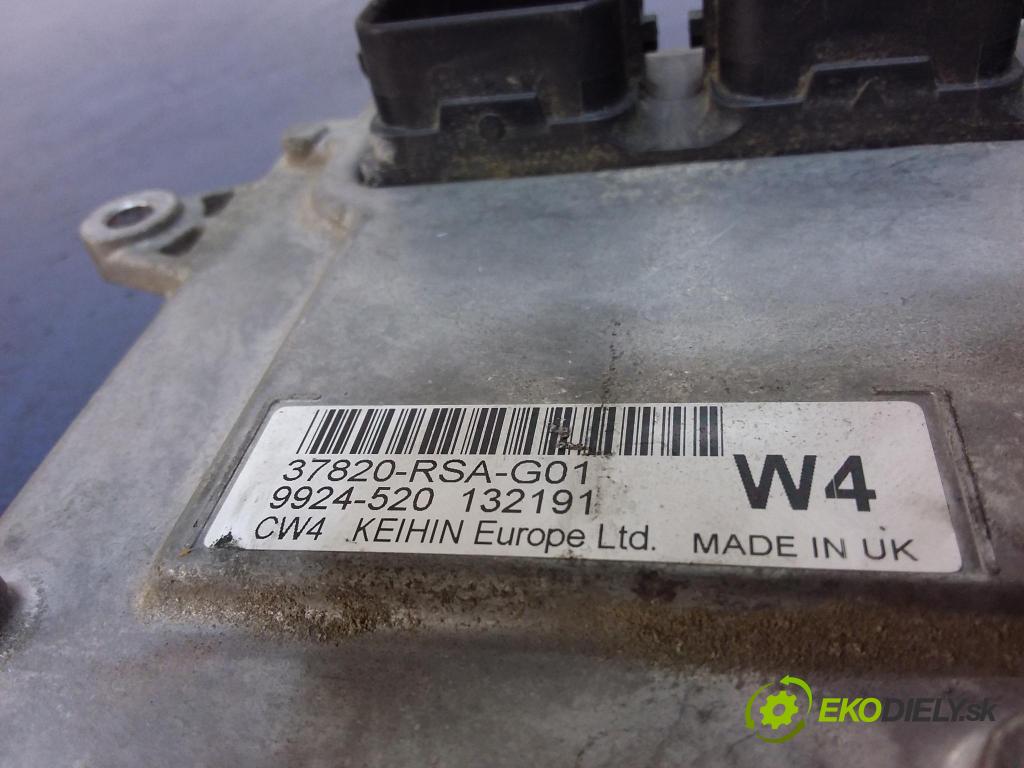 37820-RSA-G01
9924-520 132191
W4
CW4 .KEIHIN Europe Ltd. MADE IN UK
EKODIELY.sk